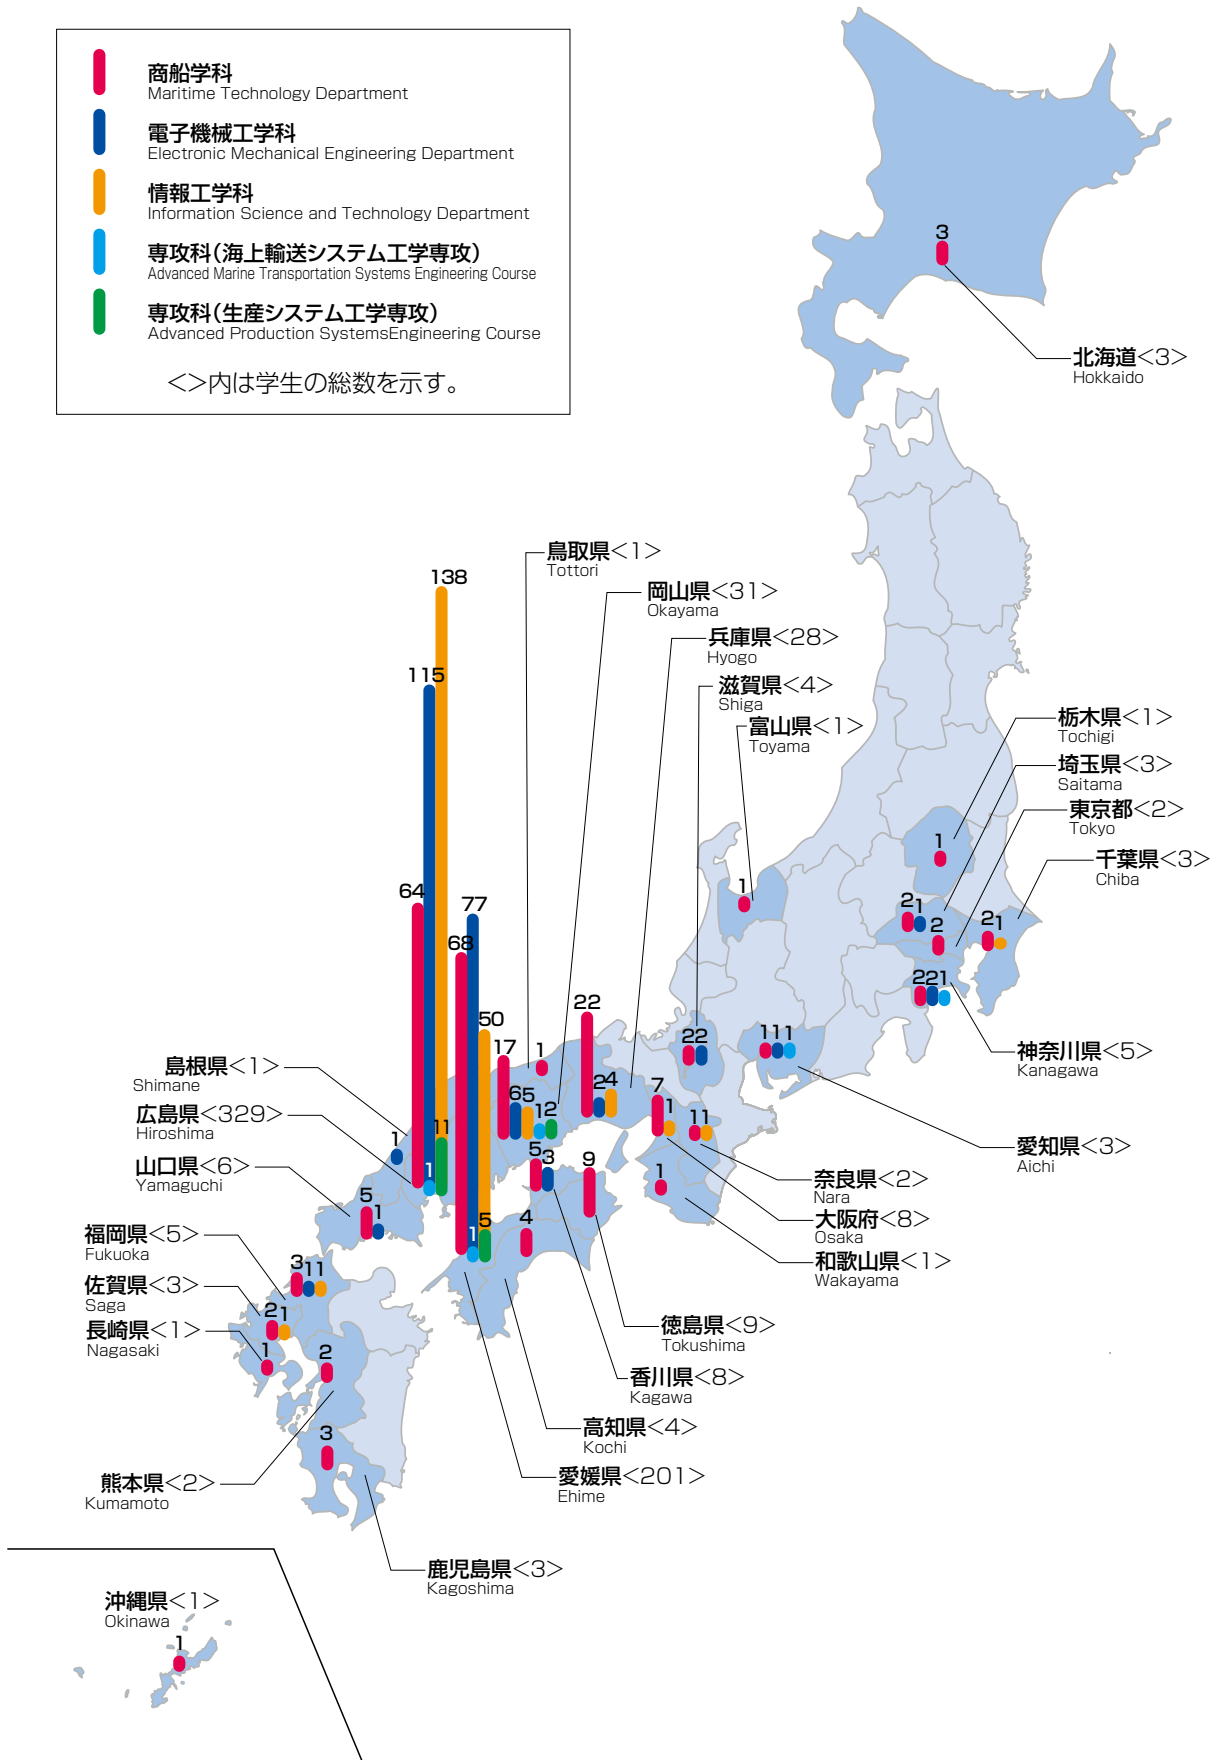 商船学科
Maritime Technology Department
電子機械工学科
Electronic Mechanical Engineering Department
情報工学科
Information Science and Technology Department
専攻科(海上輸送システム工学専攻)
Advanced Marine Transportation Systems Engineering Course
専攻科(生産システム工学専攻)
Advanced Production SystemsEngineering Course
<>内は学生の総数を示す。
3
北海道<3>
Hokkaido
鳥取県<1>
Tottori
138
岡山県<31>
Okayama
兵庫県<28>
Hyogo
115
滋賀県<4>
Shiga
富山県<1>
Toyama
栃木県<1>
Tochigi
埼玉県<3>
Saitama
東京都<2>
Tokyo
1
千葉県<3>
Chiba
64
1
77
21
2
21
68
221
22
50
17
1
22
111
神奈川県<5>
Kanagawa
島根県<1>
Shimane
65
12
24
7
1
11
広島県<329>
Hiroshima
1
11
愛知県<3>
Aichi
山口県<6>
Yamaguchi
1
5
3
9
1
奈良県<2>
Nara
5
1
4
大阪府<8>
Osaka
福岡県<5>
Fukuoka
1
5
和歌山県<1>
Wakayama
3
11
佐賀県<3>
Saga
21
長崎県<1>
Nagasaki
1
2
徳島県<9>
Tokushima
香川県<8>
Kagawa
3
高知県<4>
Kochi
熊本県<2>
Kumamoto
愛媛県<201>
Ehime
鹿児島県<3>
Kagoshima
沖縄県<1>
Okinawa
1